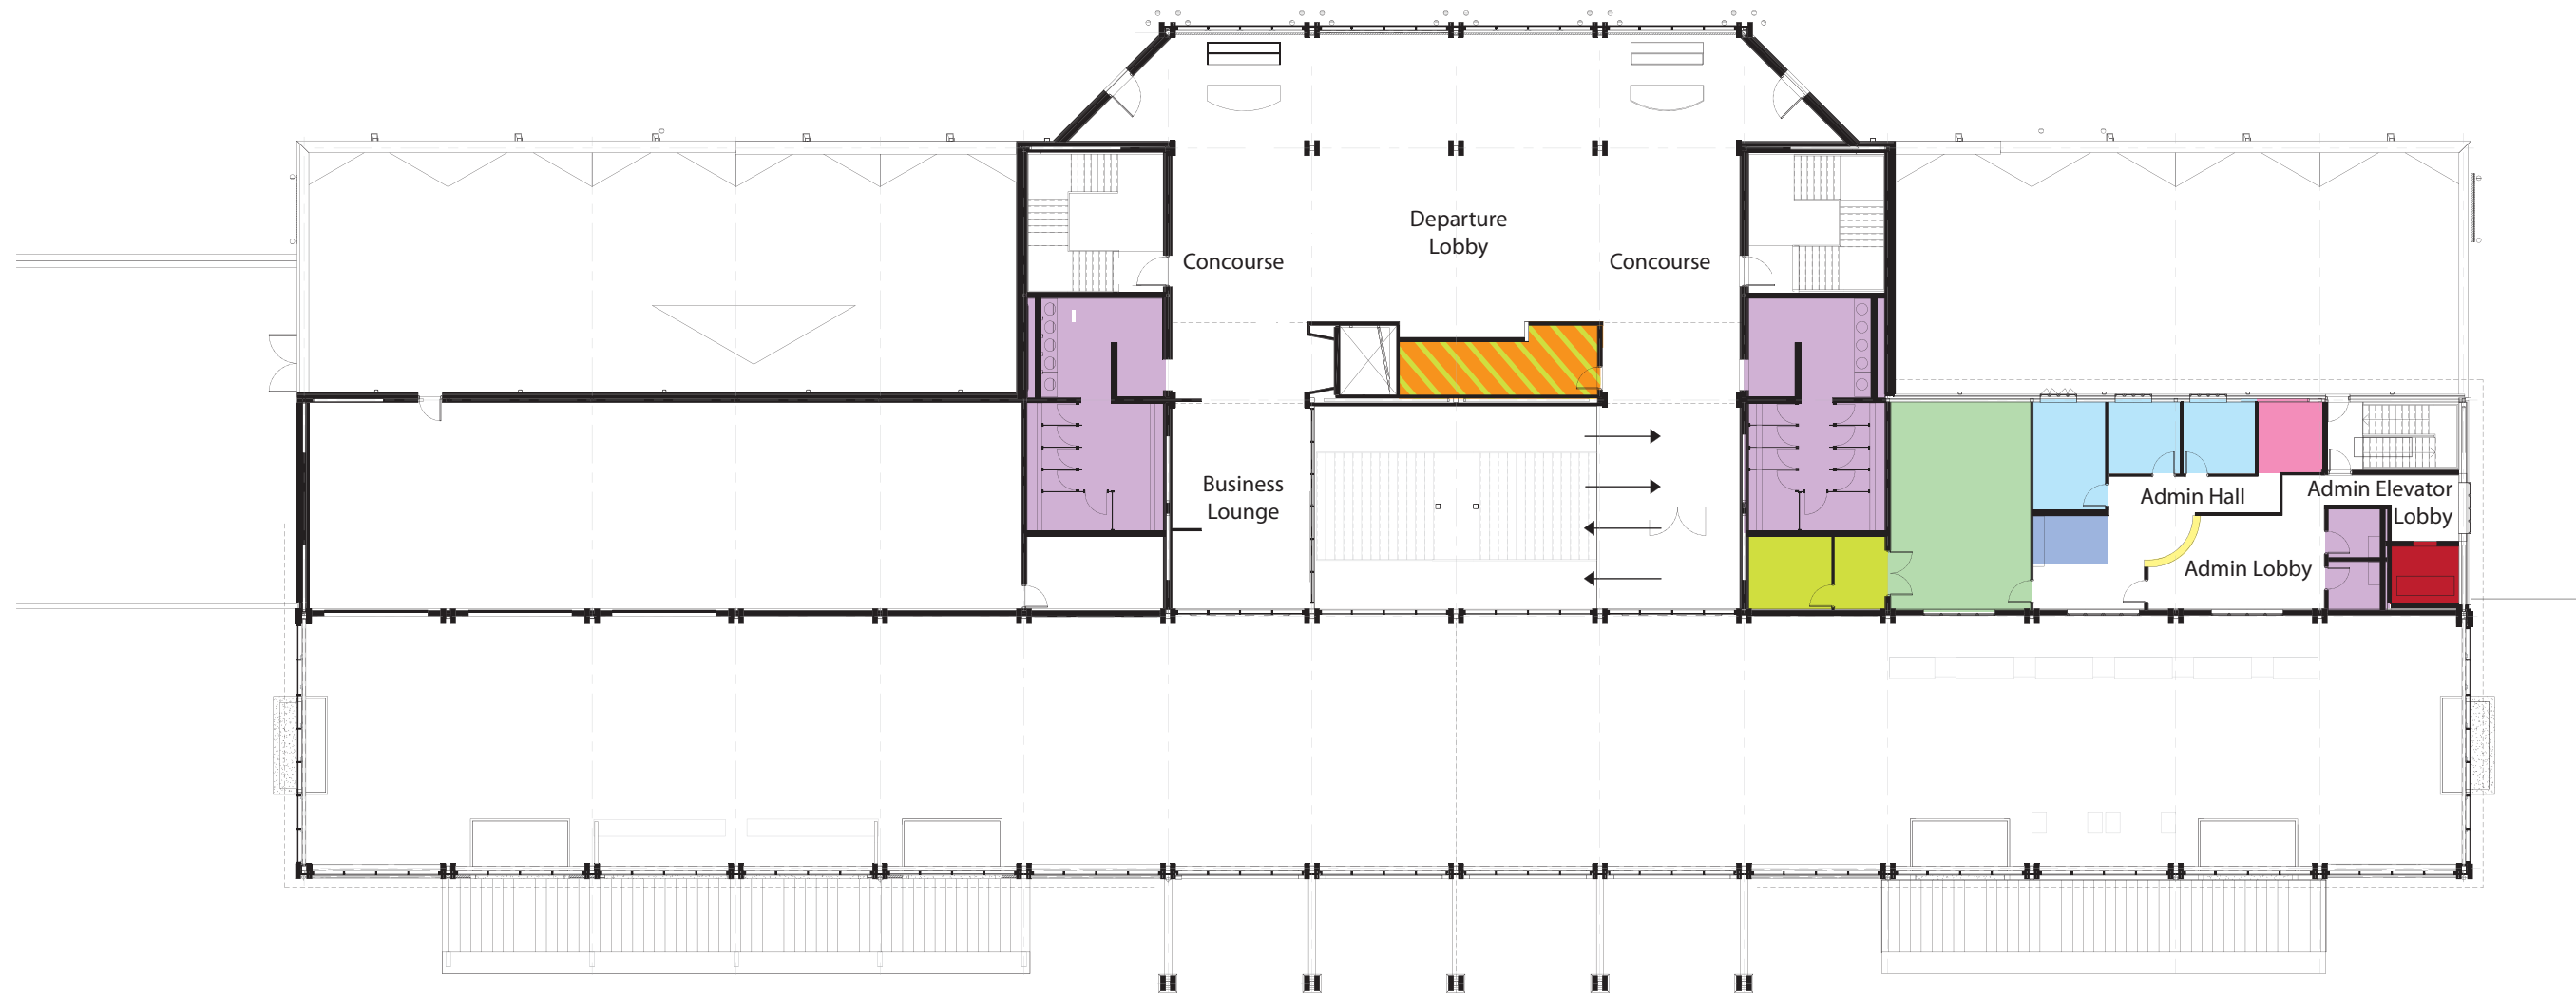 Departure
Lobby
Concourse
Concourse
Business
Lounge
Admin Hall
Admin Elevator
Lobby
Admin Lobby